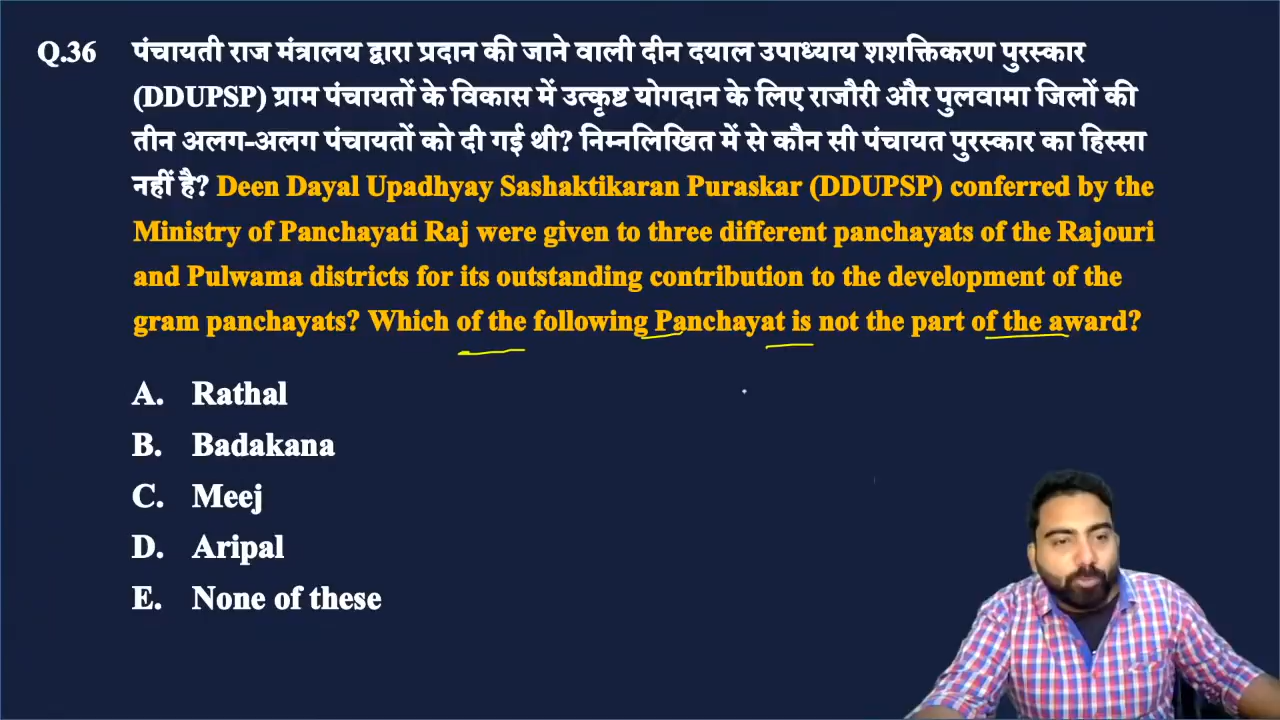 Q.36 पंचायती राज मंत्रालय द्वारा प्रदान की जाने वाली दीन दयाल उपाध्याय शशक्तिकरण पुरस्कार
(DDUPSP) ग्राम पंचायतों के विकास में उत्कृष्ट योगदान के लिए राजौरी और पुलवामा जिलों की
तीन अलग-अलग पंचायतों को दी गई थी? निम्नलिखित में से कौन सी पंचायत पुरस्कार का हिस्सा
नहीं है? Deen Dayal Upadhyay Sashaktikaran Puraskar (DDUPSP) conferred by the
Ministry of Panchayati Raj were given to three different panchayats of the Rajouri
and Pulwama districts for its outstanding contribution to the development of the
gram panchayats? Which of the following Panchayat is not the part of the award?
A. Rathal
B. Badakana
C. Meej
D. Aripal
E. None of these